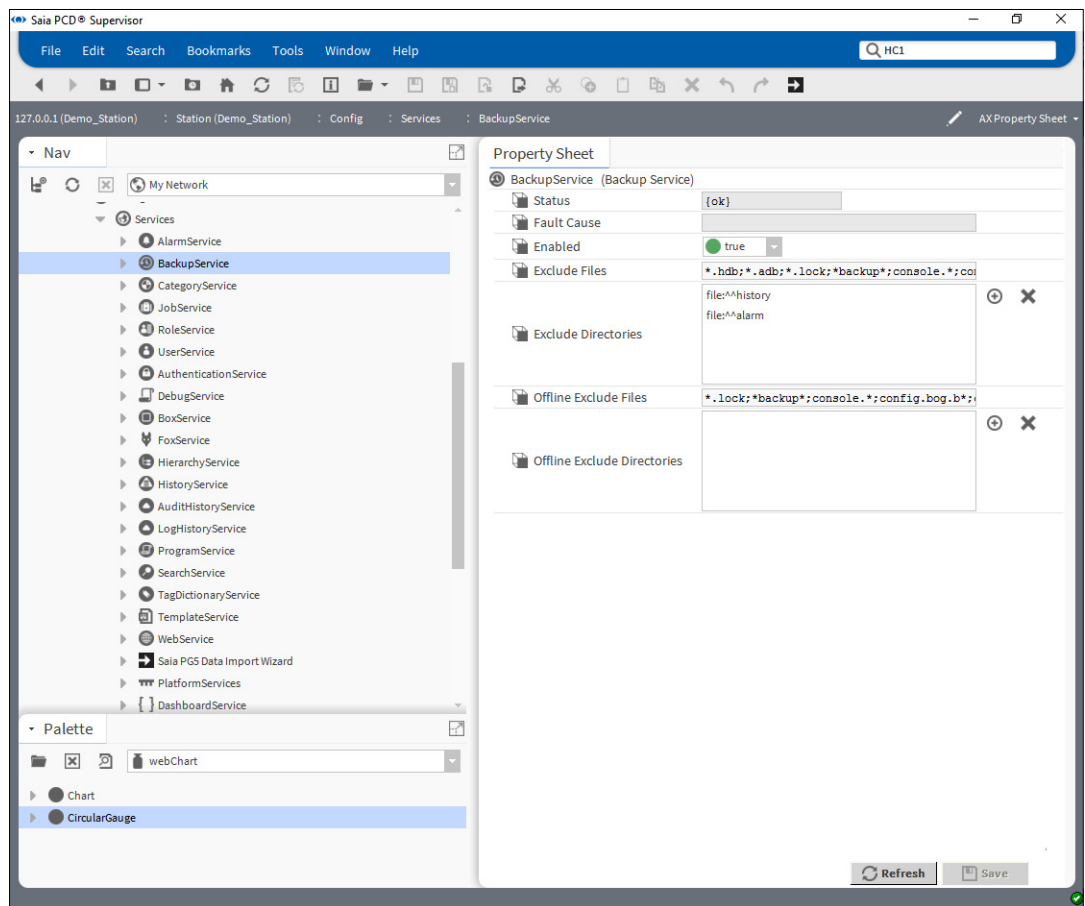 Saia PCD® Supervisor
File Edit Search Bookmarks Tools Window Help
HC1
127.0.0.1 (Demo_Station) : Station (Demo_Station) : Config : Services : BackupService
AX Property Sheet
Nav
My Network
Services
AlarmService
BackupService
CategoryService
JobService
RoleService
UserService
AuthenticationService
DebugService
BoxService
FoxService
HierarchyService
HistoryService
AuditHistoryService
LogHistoryService
ProgramService
SearchService
TagDictionaryService
TemplateService
WebService
Saia PG5 Data Import Wizard
PlatformServices
DashboardService
Palette
webChart
Chart
CircularGauge
Property Sheet
BackupService (Backup Service)
Status {ok}
Fault Cause
Enabled true
Exclude Files *.hdb;*.adb;*.lock;*backup*;console.*;co
file:^^history
file:^^alarm
Exclude Directories
Offline Exclude Files *.lock;*backup*;console.*;config.bog.b*;
Offline Exclude Directories
Refresh Save